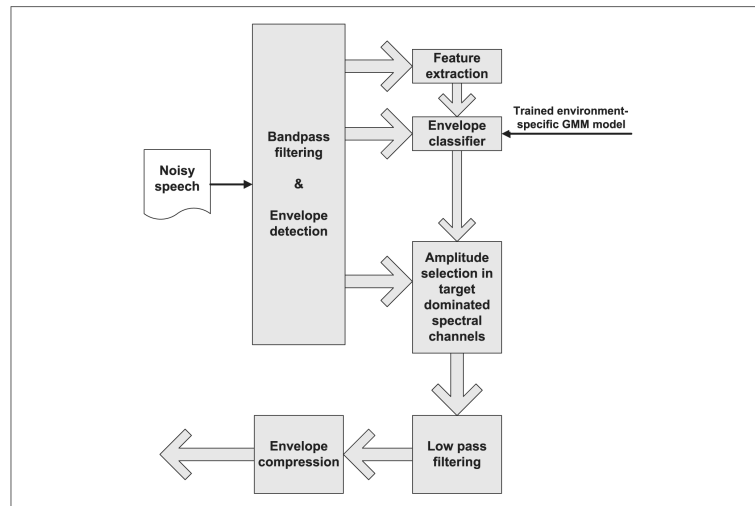 Noisy
speech
Bandpass
filtering
&
Envelope
detection
Feature
extraction
Trained environment-
specific GMM model
Envelope
classifier
Amplitude
selection in
target
dominated
spectral
channels
Low pass
filtering
Envelope
compression